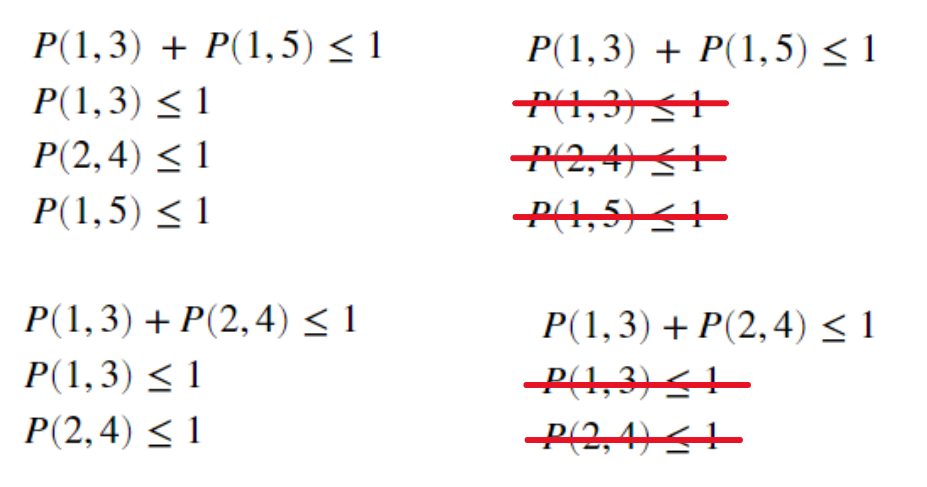 P(1,3) + P(1,5) ≤ 1
P(1,3) ≤ 1
P(2,4) ≤ 1
P(1,5) ≤ 1
P(1,3) + P(1,5) ≤ 1
P(1,3) ≤ 1
P(2,4) ≤ 1
P(1,5) ≤ 1
P(1,3) + P(2,4) ≤ 1
P(1,3) ≤ 1
P(2,4) ≤ 1
P(1,3) + P(2,4) ≤ 1
P(1,3) ≤ 1
P(2,4) ≤ 1